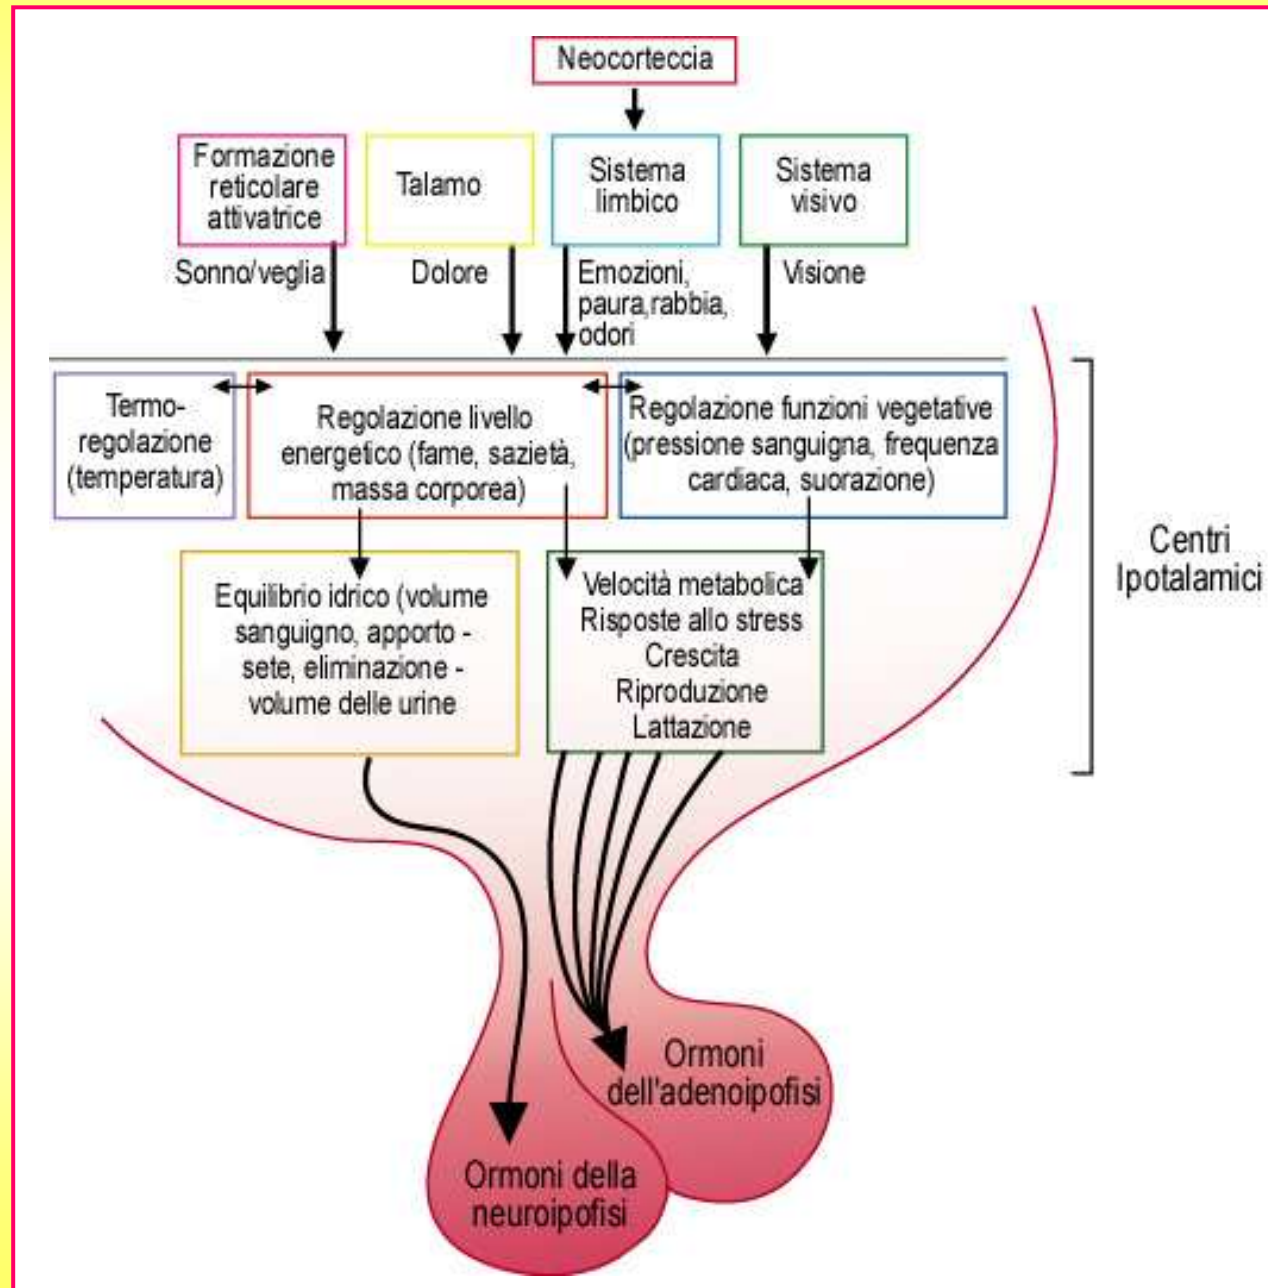 Neocorteccia
Formazione
reticolare
attivatrice
Talamo
Sistema
limbico
Sistema
visivo
Sonno/veglia
Dolore
Emozioni,
paura,rabbia,
odori
Visione
Termo-
regolazione
(temperatura)
Regolazione livello
energetico (fame, sazietà,
massa corporea)
Regolazione funzioni vegetative
(pressione sanguigna, frequenza
cardiaca, suorazione)
Centri
Ipotalamici
Equilibrio idrico (volume
sanguigno, apporto -
sete, eliminazione -
volume delle urine
Velocità metabolica
Risposte allo stress
Crescita
Riproduzione
Lattazione
Ormoni
dell'adenoipofisi
Ormoni della
neuroipofisi